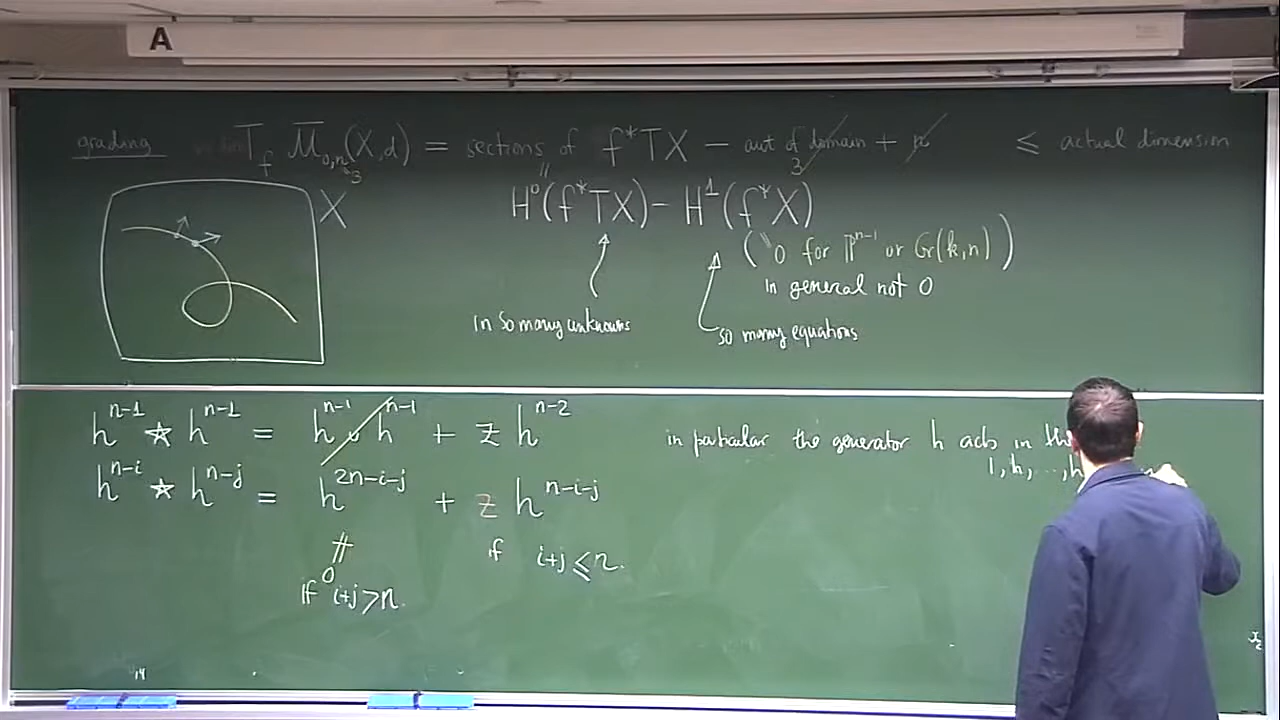 A
grading T_f M̄_{0,n_3}(X,d) = sections of f*TX − aut of domain + n ≤ actual dimension
3
X
H⁰(f*TX) − H¹(f*X)
(0 for ℙ^{n-1} or Gr(k,n))
in general not 0
in so many unknowns
so many equations
h^{n-1} ☆ h^{n-1} = h^{n-1} ∪ h^{n-1} + z h^{n-2}
h^{n-i} ☆ h^{n-j} = h^{2n-i-j} + z h^{n-i-j}
0
if i+j>n.
if i+j⩽n.
in particular the generator h acts in the
1, h, ..., h